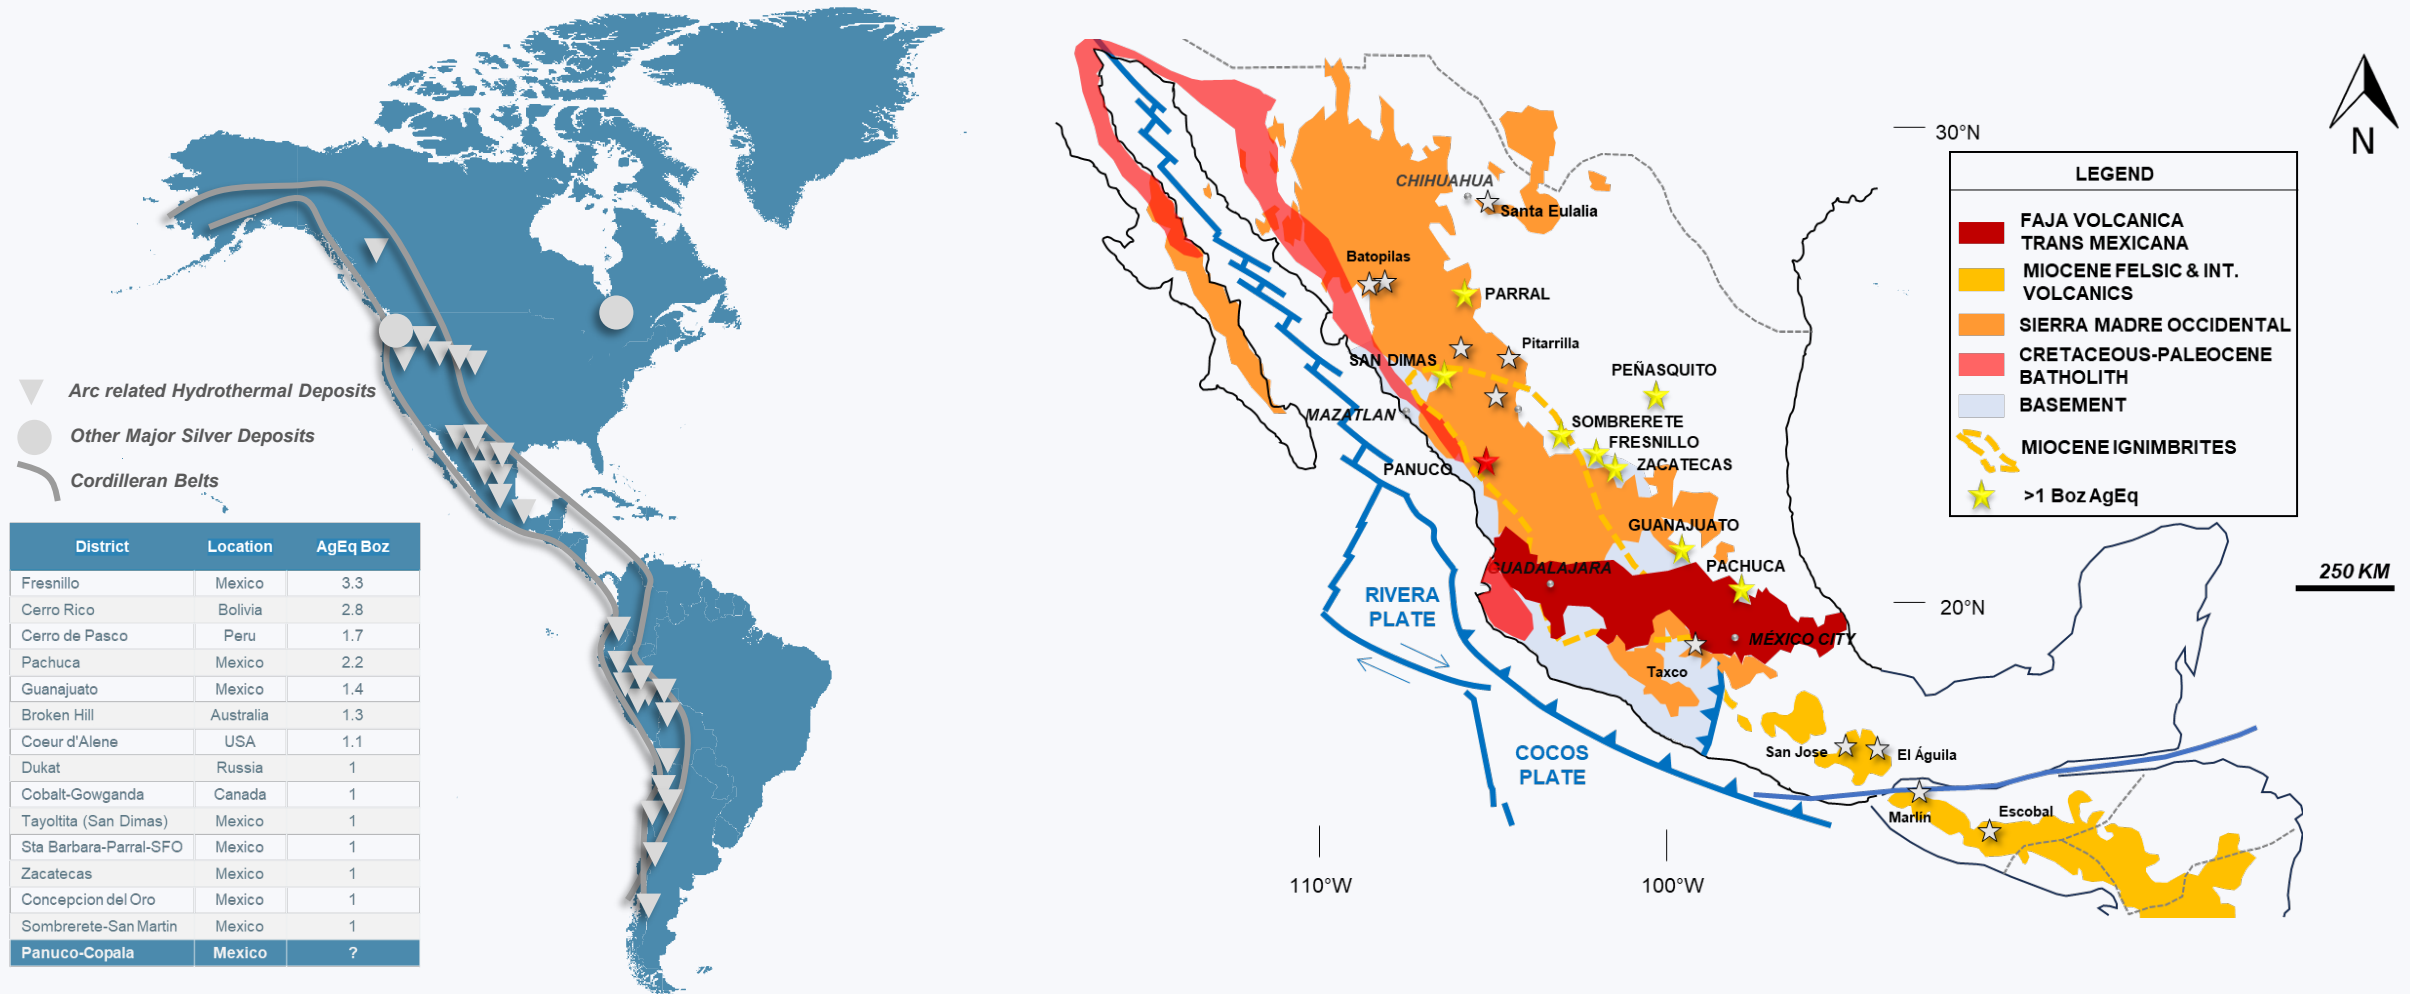 Arc related Hydrothermal Deposits
Other Major Silver Deposits
Cordilleran Belts
District Location AgEq Boz
Fresnillo Mexico 3.3
Cerro Rico Bolivia 2.8
Cerro de Pasco Peru 1.7
Pachuca Mexico 2.2
Guanajuato Mexico 1.4
Broken Hill Australia 1.3
Coeur d'Alene USA 1.1
Dukat Russia 1
Cobalt-Gowganda Canada 1
Tayoltita (San Dimas) Mexico 1
Sta Barbara-Parral-SFO Mexico 1
Zacatecas Mexico 1
Concepcion del Oro Mexico 1
Sombrerete-San Martin Mexico 1
Panuco-Copala Mexico ?
CHIHUAHUA
Santa Eulalia
Batopilas
PARRAL
Pitarrilla
SAN DIMAS
PEÑASQUITO
MAZATLAN
SOMBRERETE
FRESNILLO
ZACATECAS
PANUCO
GUANAJUATO
PACHUCA
GUADALAJARA
MÉXICO CITY
Taxco
RIVERA
PLATE
COCOS
PLATE
San Jose
El Águila
Marlin
Escobal
110°W
100°W
30°N
20°N
N
LEGEND
FAJA VOLCANICA
TRANS MEXICANA
MIOCENE FELSIC & INT.
VOLCANICS
SIERRA MADRE OCCIDENTAL
CRETACEOUS-PALEOCENE
BATHOLITH
BASEMENT
MIOCENE IGNIMBRITES
>1 Boz AgEq
250 KM